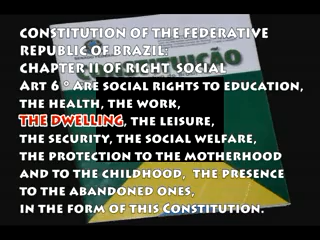 CONSTITUTION OF THE FEDERATIVE
REPUBLIC OF BRAZIL:
CHAPTER II OF RIGHT SOCIAL
ART 6 º ARE SOCIAL RIGHTS TO EDUCATION,
THE HEALTH, THE WORK,
THE DWELLING, THE LEISURE,
THE SECURITY, THE SOCIAL WELFARE,
THE PROTECTION TO THE MOTHERHOOD
AND TO THE CHILDHOOD, THE PRESENCE
TO THE ABANDONED ONES,
IN THE FORM OF THIS CONSTITUTION.